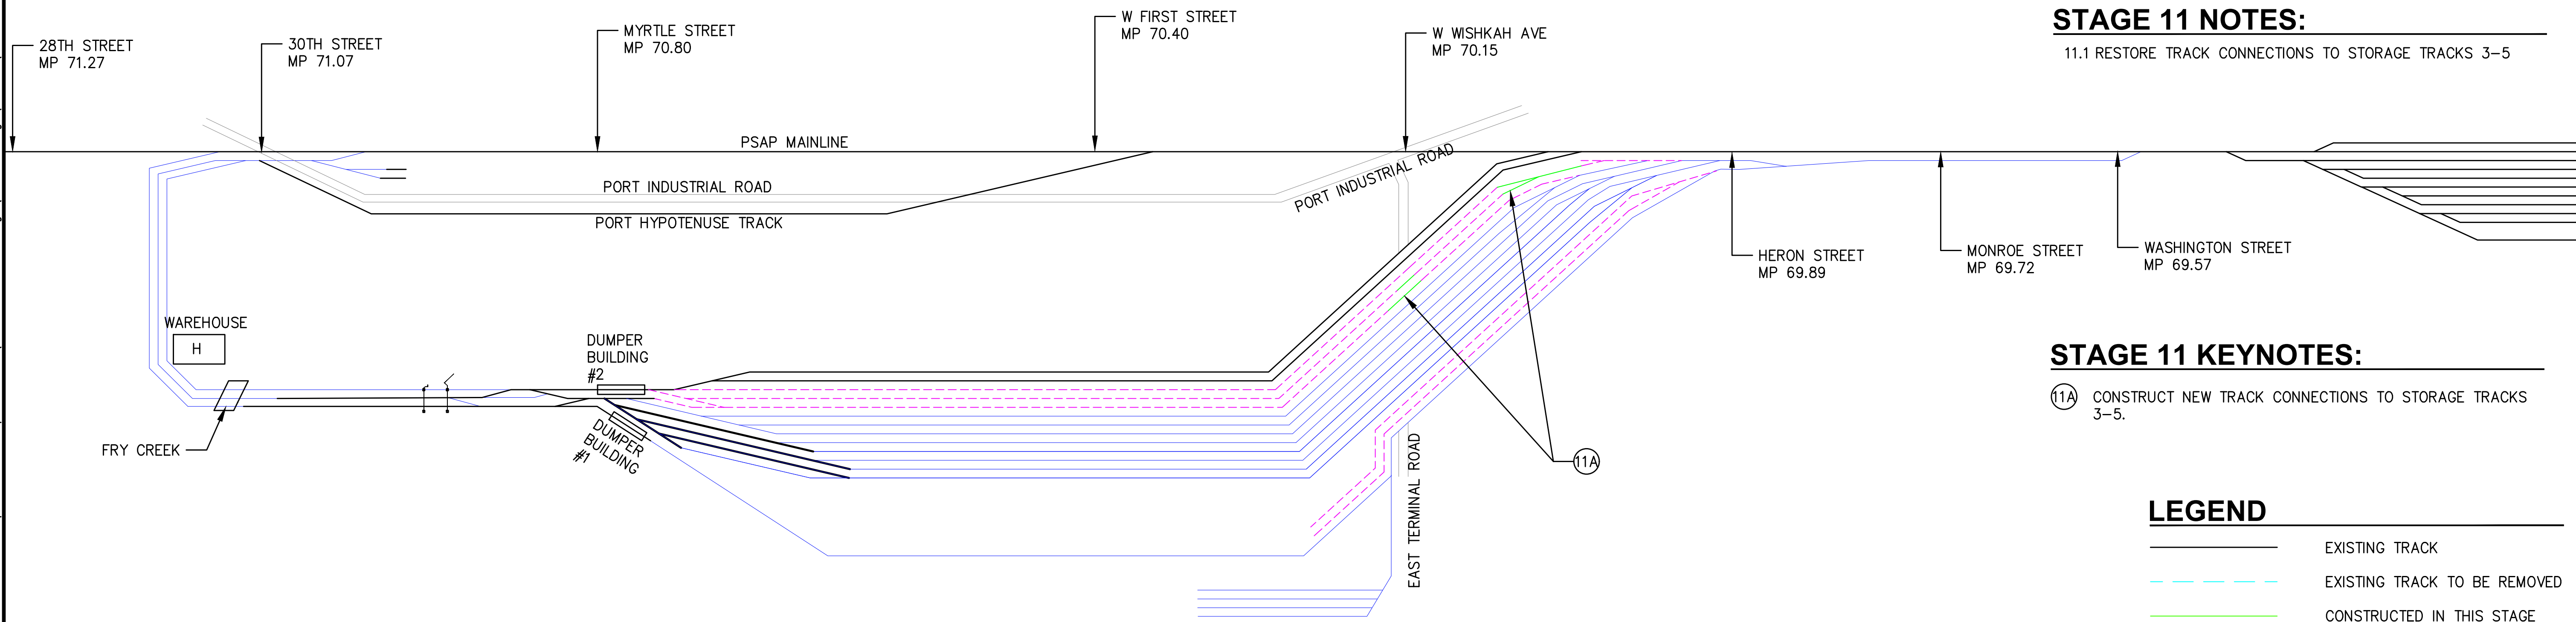 28TH STREET
MP 71.27
30TH STREET
MP 71.07
MYRTLE STREET
MP 70.80
W FIRST STREET
MP 70.40
W WISHKAH AVE
MP 70.15
STAGE 11 NOTES:
11.1 RESTORE TRACK CONNECTIONS TO STORAGE TRACKS 3-5
PSAP MAINLINE
PORT INDUSTRIAL ROAD
PORT HYPOTENUSE TRACK
PORT INDUSTRIAL ROAD
HERON STREET
MP 69.89
MONROE STREET
MP 69.72
WASHINGTON STREET
MP 69.57
WAREHOUSE
H
DUMPER
BUILDING
#2
DUMPER
BUILDING
#1
FRY CREEK
EAST TERMINAL ROAD
11A
STAGE 11 KEYNOTES:
11A CONSTRUCT NEW TRACK CONNECTIONS TO STORAGE TRACKS
3-5.
LEGEND
EXISTING TRACK
EXISTING TRACK TO BE REMOVED
CONSTRUCTED IN THIS STAGE